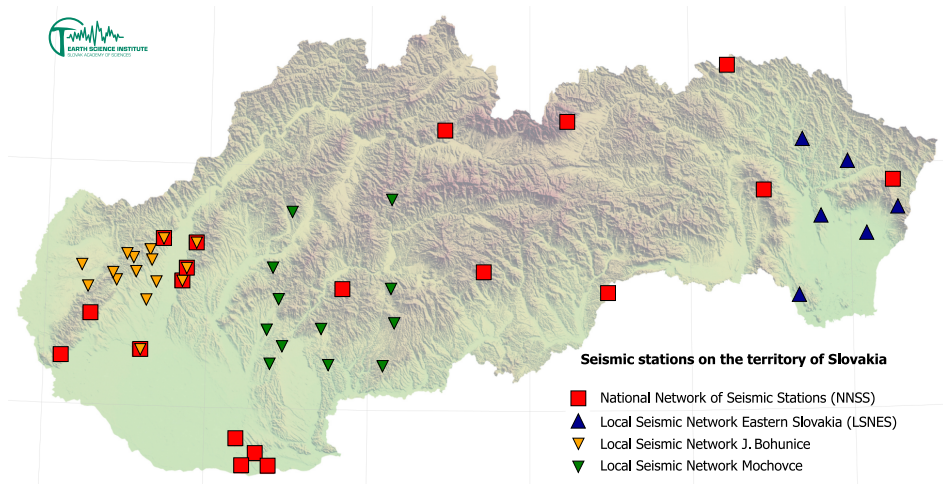 EARTH SCIENCE INSTITUTE
SLOVAK ACADEMY OF SCIENCES
Seismic stations on the territory of Slovakia
National Network of Seismic Stations (NNSS)
Local Seismic Network Eastern Slovakia (LSNES)
Local Seismic Network J. Bohunice
Local Seismic Network Mochovce